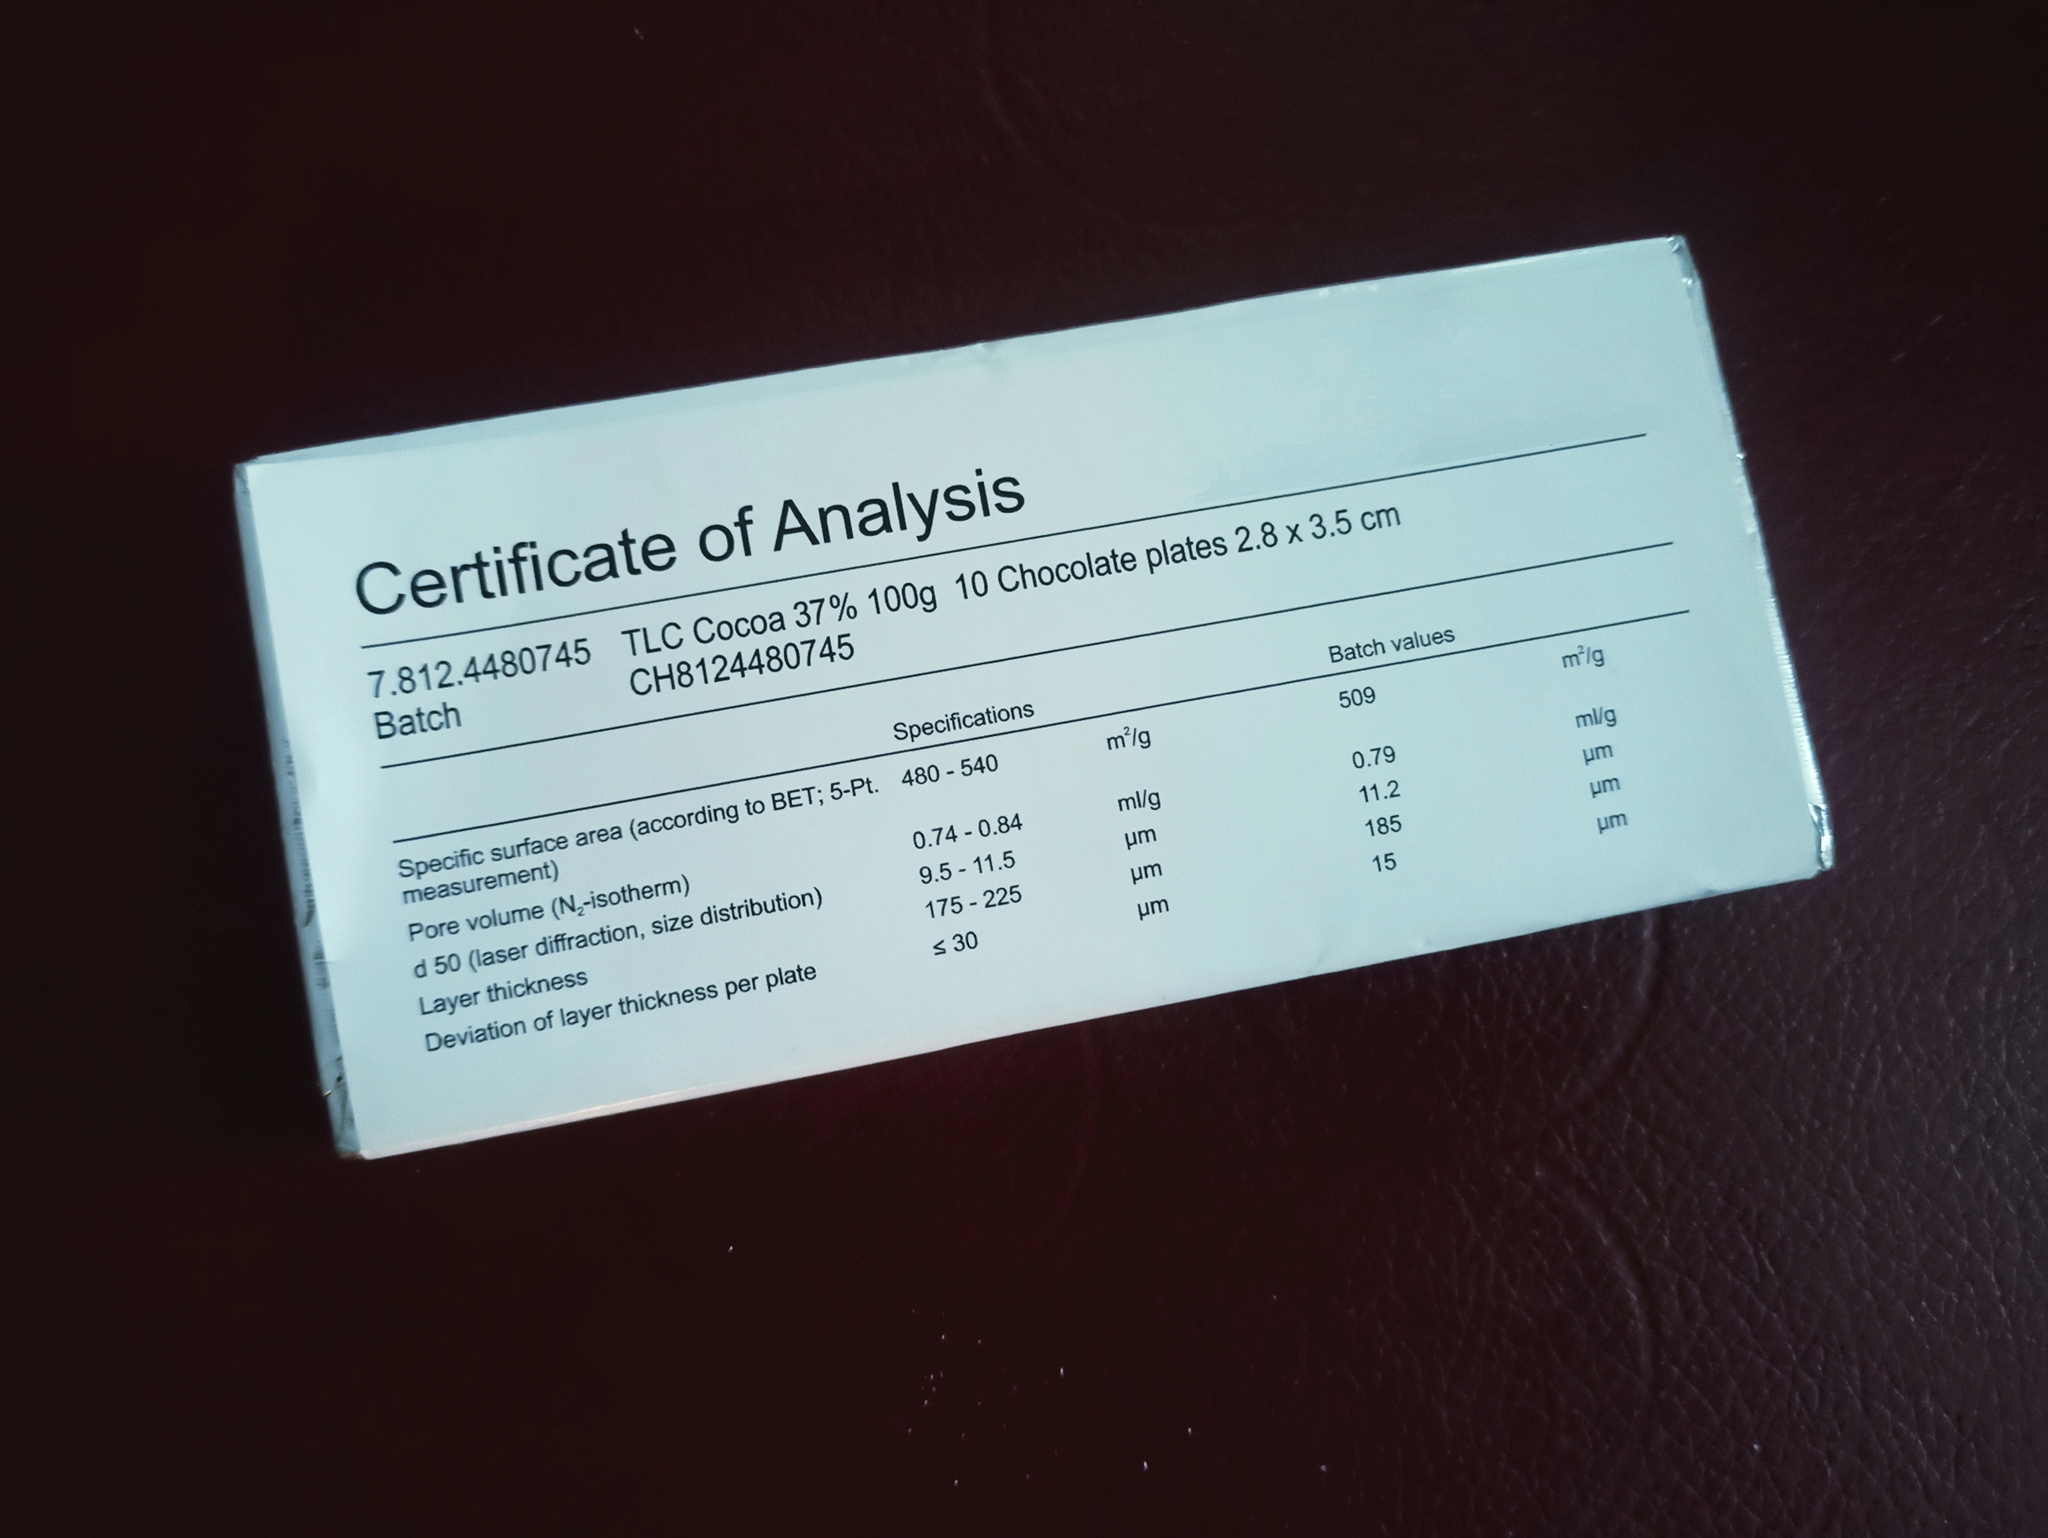 Certificate of Analysis
7.812.4480745 TLC Cocoa 37% 100g 10 Chocolate plates 2.8 x 3.5 cm
Batch CH8124480745
Specifications Batch values
Specific surface area (according to BET; 5-Pt. 480 - 540 m²/g 509 m²/g
measurement)
Pore volume (N₂-isotherm) 0.74 - 0.84 ml/g 0.79 ml/g
d 50 (laser diffraction, size distribution) 9.5 - 11.5 µm 11.2 µm
Layer thickness 175 - 225 µm 185 µm
Deviation of layer thickness per plate ≤ 30 µm 15 µm